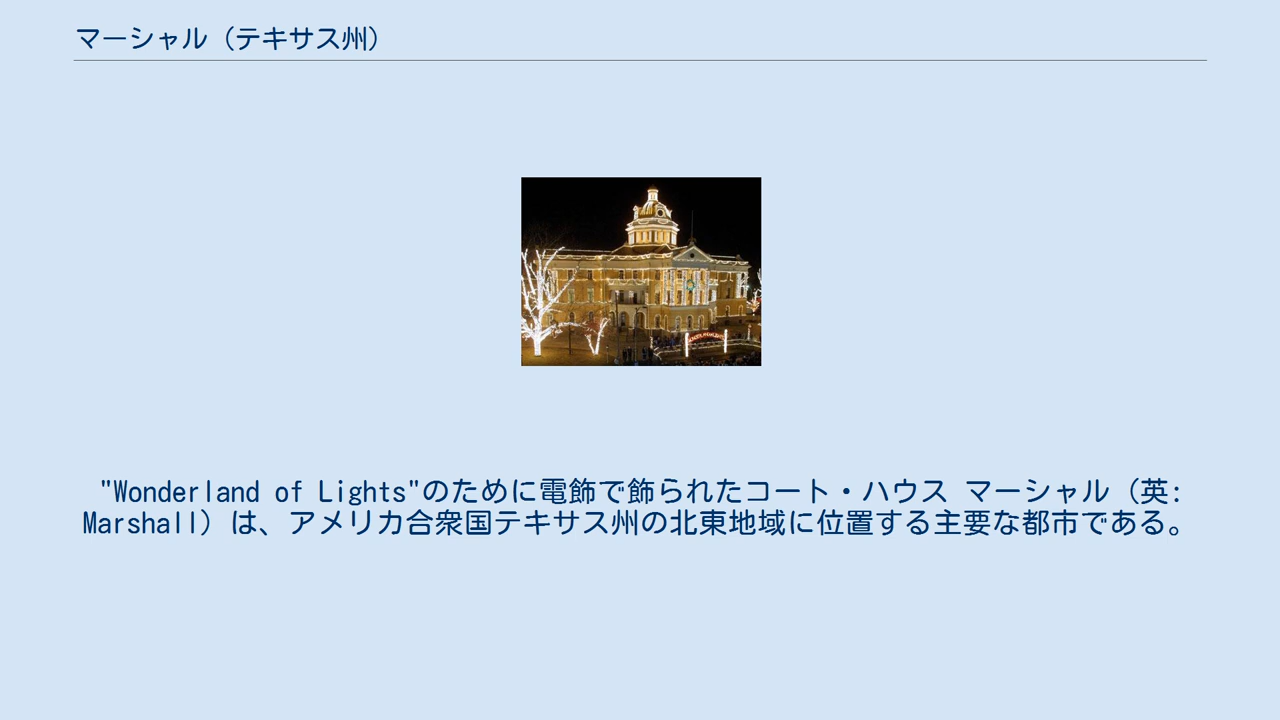 マーシャル（テキサス州）
"Wonderland of Lights"のために電飾で飾られたコート・ハウス マーシャル（英:
Marshall）は、アメリカ合衆国テキサス州の北東地域に位置する主要な都市である。